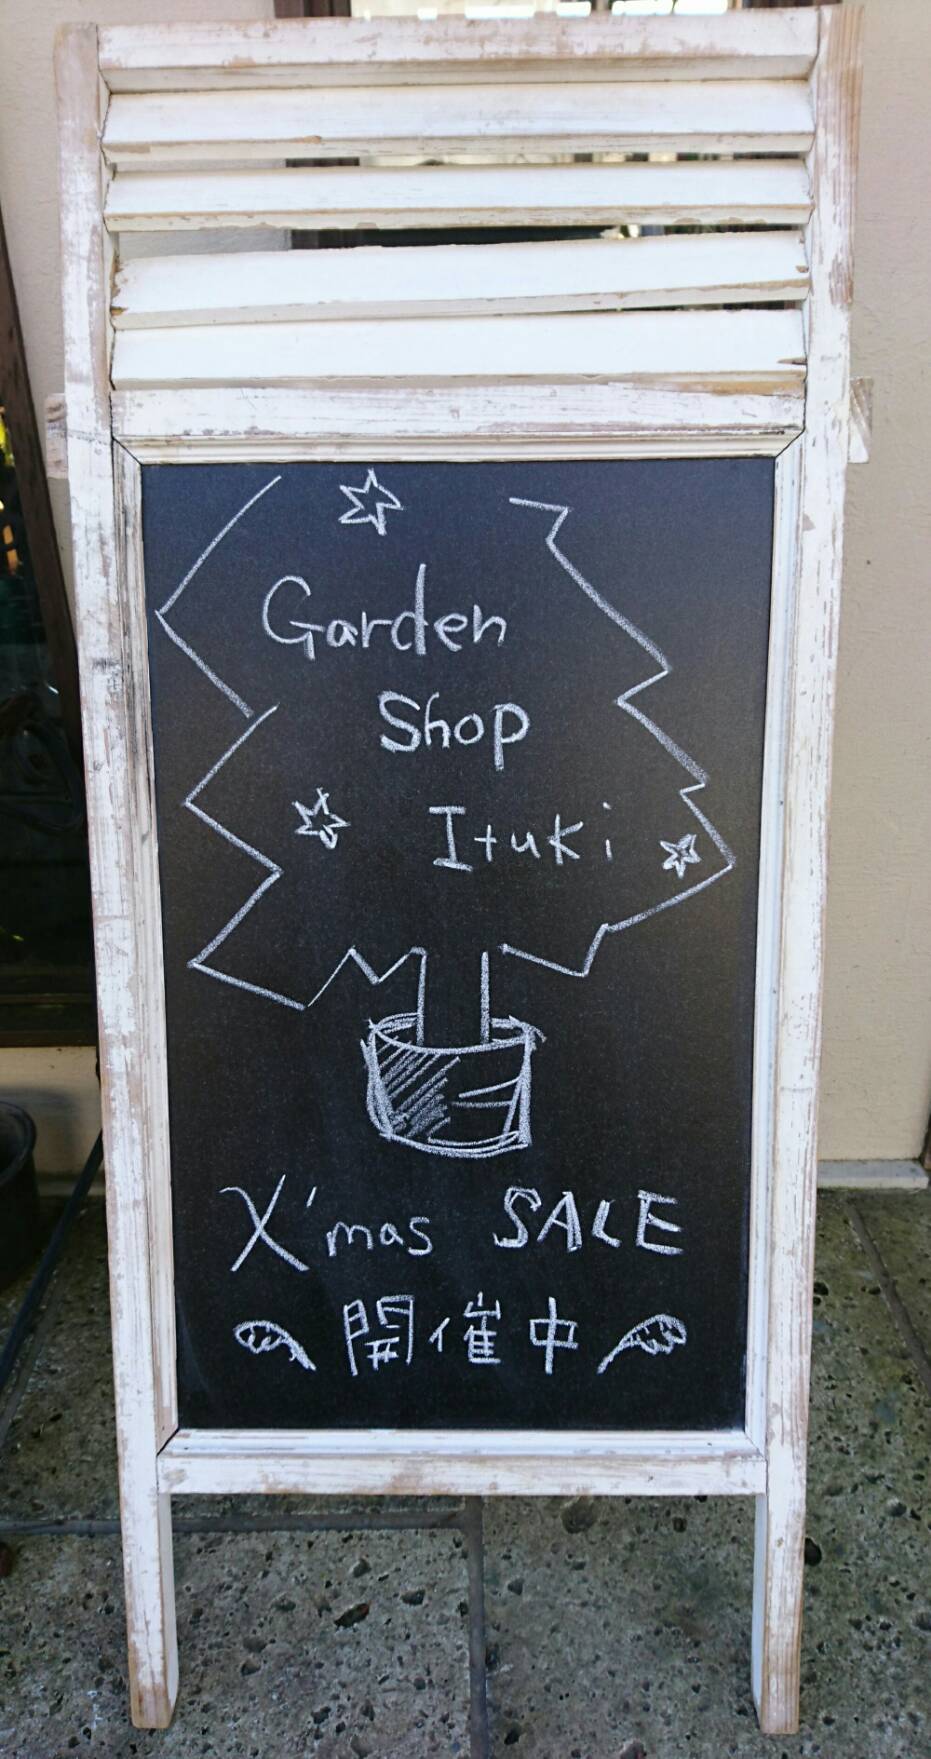 Garden
Shop
Ituki
X'mas SALE
開催中